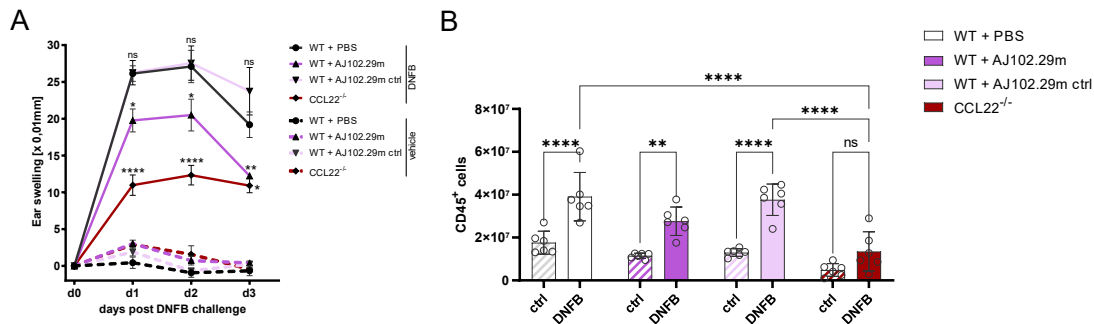 A
Ear swelling [x 0,01mm]
35
30
25
20
15
10
5
0
d0
d1
d2
d3
days post DNFB challenge
ns
ns
ns
*
*
**
****
****
*
WT + PBS
WT + AJ102.29m
WT + AJ102.29m ctrl
CCL22-/-
DNFB
WT + PBS
WT + AJ102.29m
WT + AJ102.29m ctrl
CCL22-/-
vehicle
B
CD45+ cells
8×10⁷
6×10⁷
4×10⁷
2×10⁷
0
****
****
****
**
****
ns
ctrl
DNFB
ctrl
DNFB
ctrl
DNFB
ctrl
DNFB
WT + PBS
WT + AJ102.29m
WT + AJ102.29m ctrl
CCL22-/-